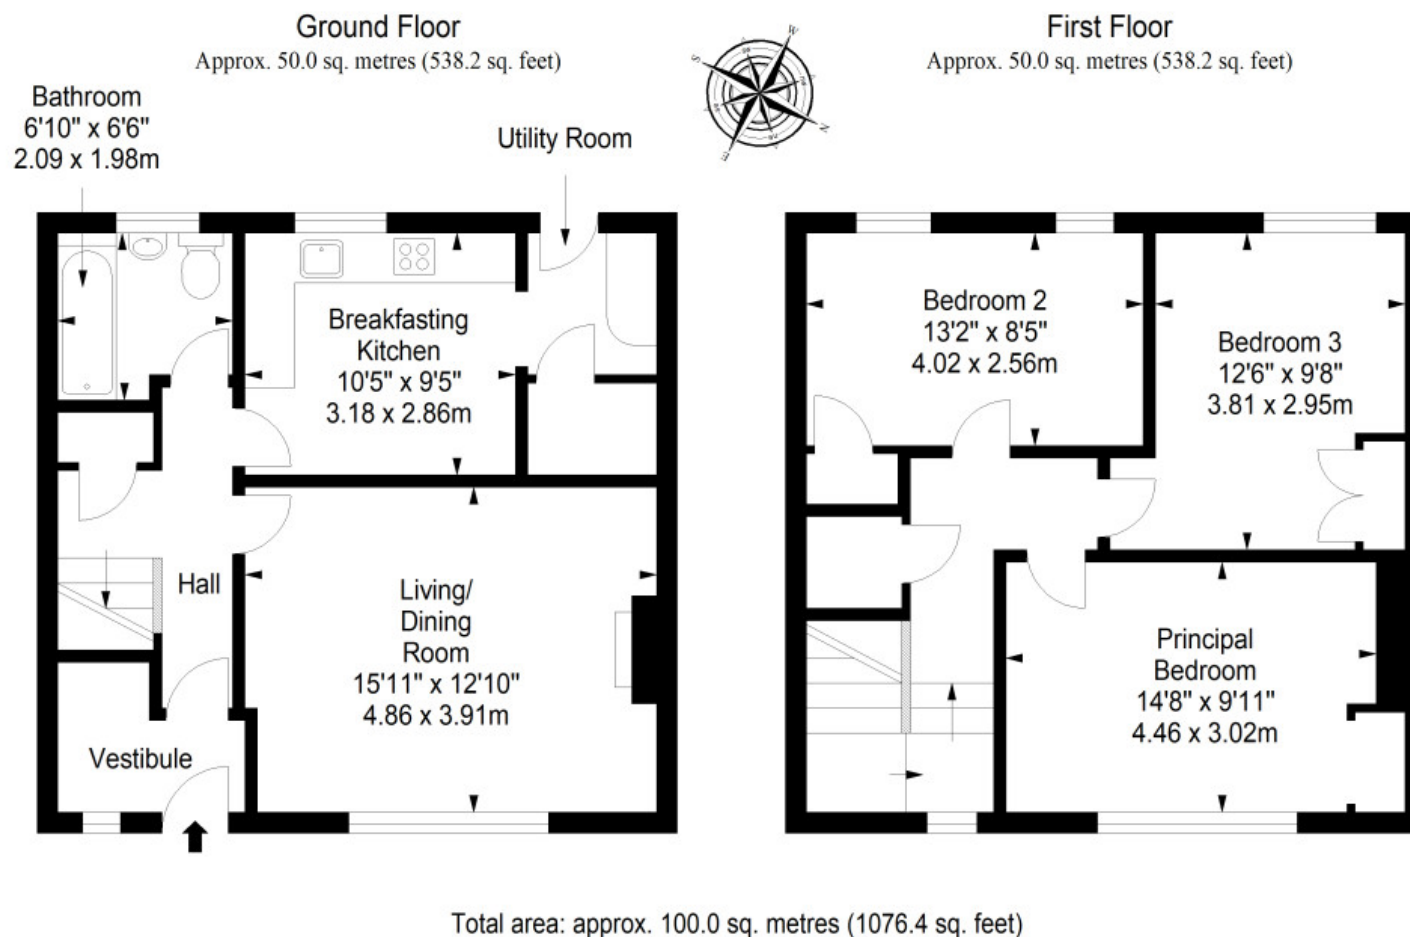 Ground Floor
Approx. 50.0 sq. metres (538.2 sq. feet)
First Floor
Approx. 50.0 sq. metres (538.2 sq. feet)
W
S
N
E
Bathroom
6'10" x 6'6"
2.09 x 1.98m
Utility Room
Breakfasting
Kitchen
10'5" x 9'5"
3.18 x 2.86m
Hall
Living/
Dining
Room
15'11" x 12'10"
4.86 x 3.91m
Vestibule
Bedroom 2
13'2" x 8'5"
4.02 x 2.56m
Bedroom 3
12'6" x 9'8"
3.81 x 2.95m
Principal
Bedroom
14'8" x 9'11"
4.46 x 3.02m
Total area: approx. 100.0 sq. metres (1076.4 sq. feet)